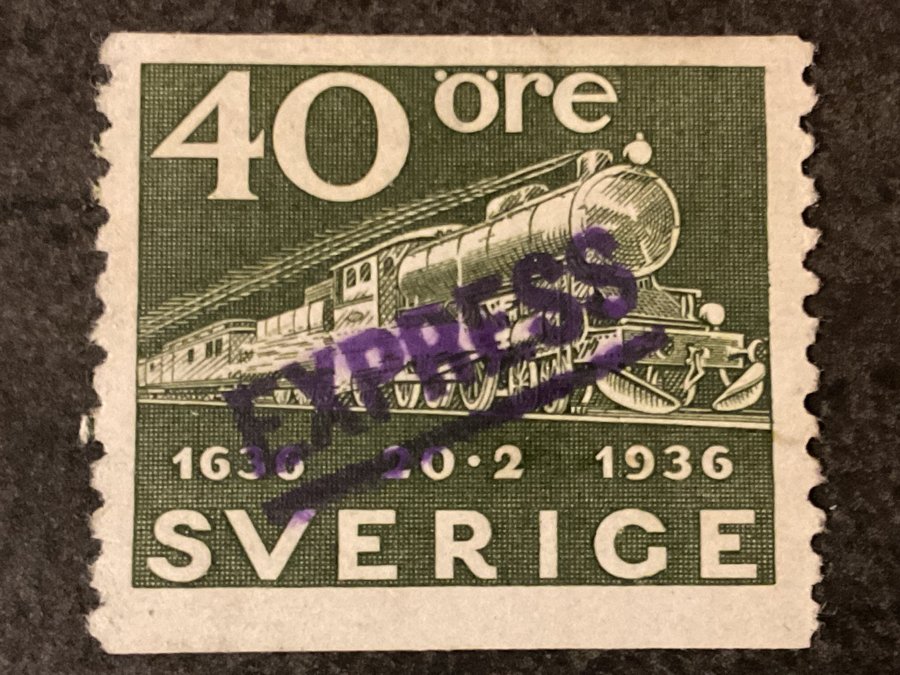 40 öre
EXPRESS
1636 20·2 1936
SVERIGE